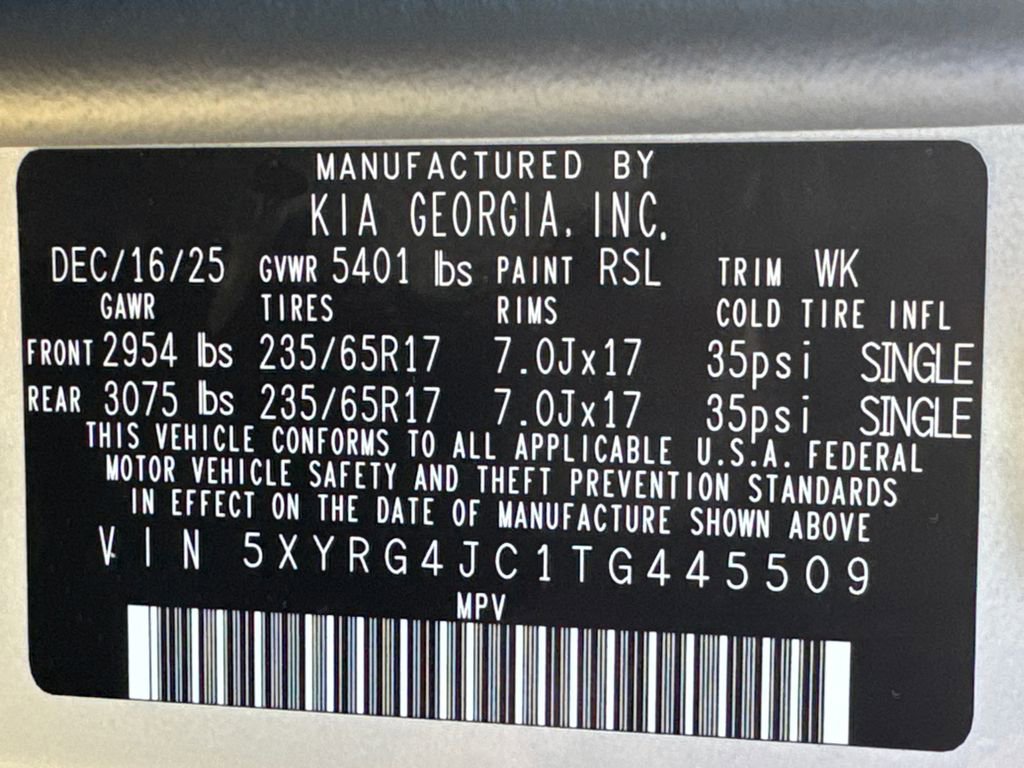 MANUFACTURED BY
KIA GEORGIA, INC.
DEC/16/25 GVWR 5401 lbs PAINT RSL TRIM WK
GAWR TIRES RIMS COLD TIRE INFL
FRONT 2954 lbs 235/65R17 7.0Jx17 35psi SINGLE
REAR 3075 lbs 235/65R17 7.0Jx17 35psi SINGLE
THIS VEHICLE CONFORMS TO ALL APPLICABLE U.S.A. FEDERAL
MOTOR VEHICLE SAFETY AND THEFT PREVENTION STANDARDS
IN EFFECT ON THE DATE OF MANUFACTURE SHOWN ABOVE
VIN 5XYRG4JC1TG445509
MPV